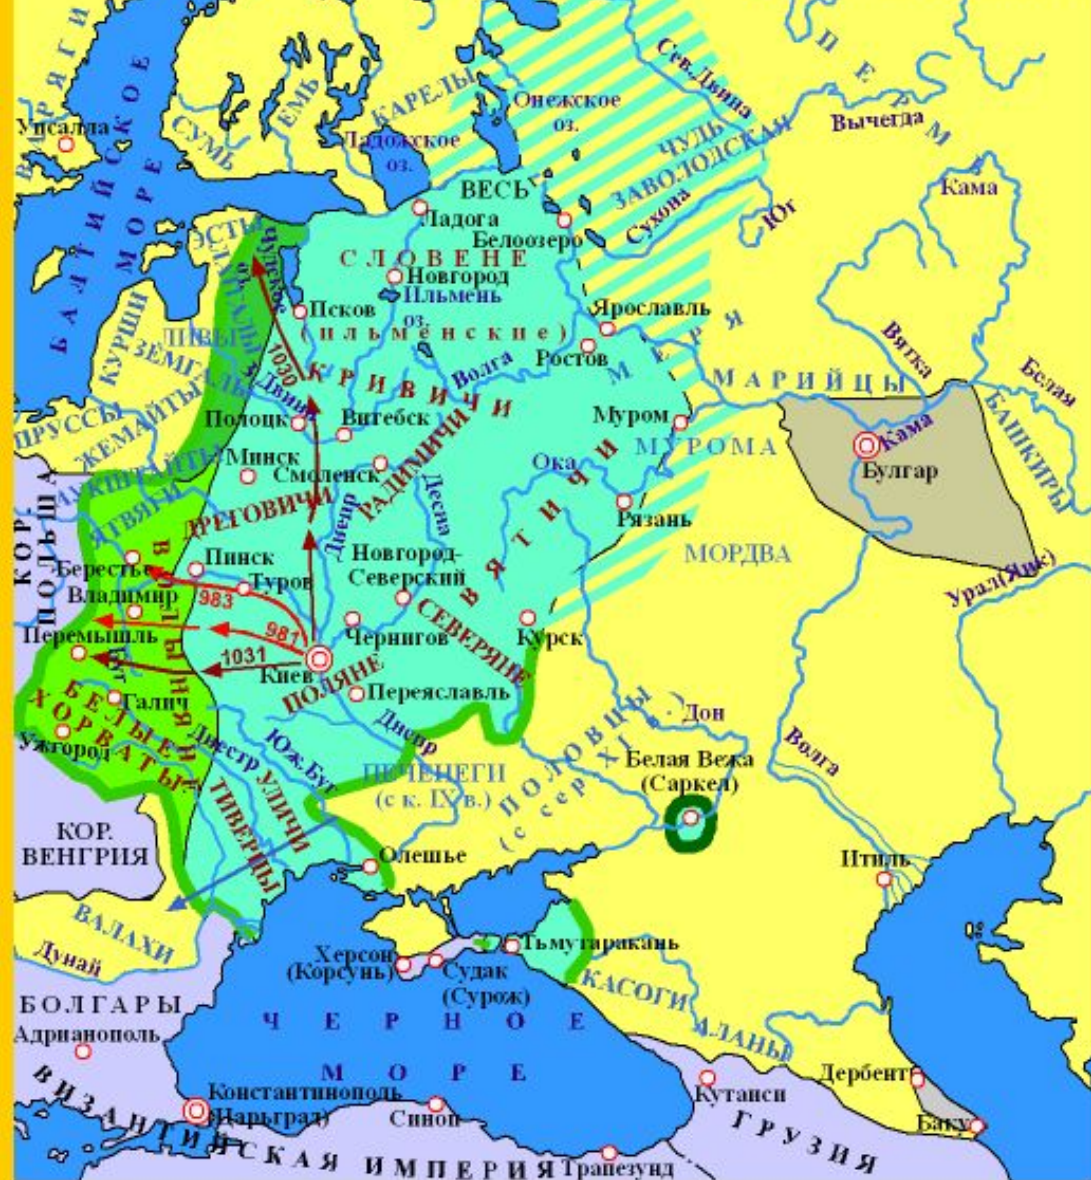 ВАРЯГИ
Упсалла
БАЛТИЙСКОЕ
МОРЕ
СУМЬ
ЕМЬ
КАРЕЛЫ
Ладожское
оз.
Онежское
оз.
Сев.Двина
ПЕРМЬ
Вычегда
ЧУДЬ
ЗАВОЛОДСКАЯ
Сухона
Юг
Кама
ВЕСЬ
Ладога
Белоозеро
ЭСТЫ
Чудское
о.
СЛОВЕНЕ
Новгород
Ильмень
оз.
Псков
(ильменские)
Ярославль
Ростов
МЕРЯ
КУРШИ
ЛИВЫ
ЗЕМГАЛЫ
1030
З.Двина
КРИВИЧИ
Волга
Вятка
МАРИЙЦЫ
Белая
БАШКИРЫ
ПРУССЫ
ЖЕМАЙТЫ
Полоцк
Витебск
Муром
МУРОМА
Кама
Булгар
Минск
Смоленск
РАДИМИЧИ
Ока
Рязань
КОР.
ПОЛЬША
ЯТВЯГИ
ДРЕГОВИЧИ
Днепр
Десна
ВЯТИЧИ
МОРДВА
Урал(Яик)
Берестье
Пинск
Туров
Новгород-
Северский
Владимир
983
981
Перемышль
ВОЛЫНЯНЕ
1031
Чернигов
СЕВЕРЯНЕ
Курск
Киев
ПОЛЯНЕ
Переяславль
БЕЛЫЕ
ХОРВАТЫ
Галич
Ужгород
Днестр
Юж.Буг
Днепр
Дон
ПЕЧЕНЕГИ
(с к. IX в.)
ПОЛОВЦЫ
(с сер. XI
Белая Вежа
(Саркел)
Волга
ТИВЕРЦЫ
УЛИЧИ
КОР.
ВЕНГРИЯ
Олешье
Итиль
ВАЛАХИ
Дунай
Херсон
(Корсунь)
Судак
(Сурож)
Тьмутаракань
КАСОГИ
АЛАНЫ
БОЛГАРЫ
Адрианополь
ЧЕРНОЕ
МОРЕ
Константинополь
(Царьград)
Синоп
Трапезунд
Кутанси
Дербент
Баку
ГРУЗИЯ
ВИЗАНТИЙСКАЯ ИМПЕРИЯ